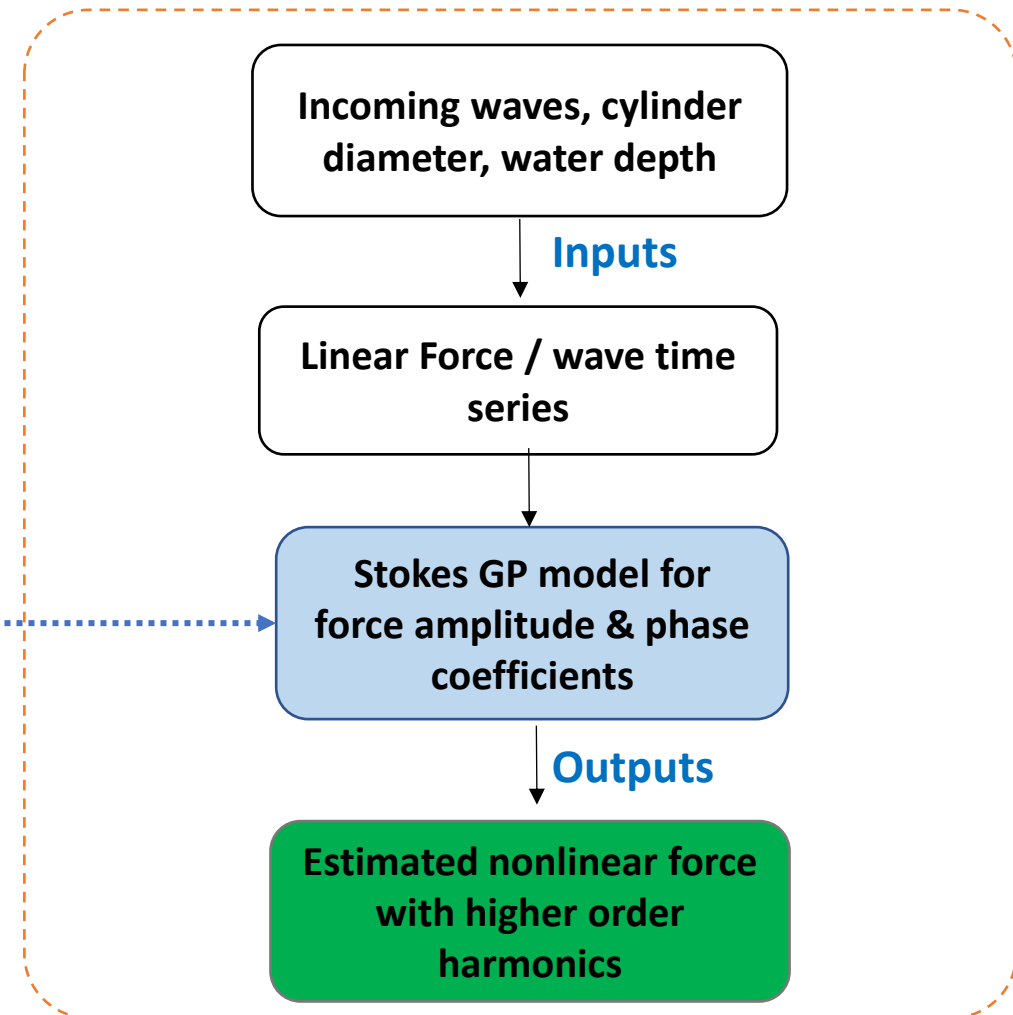 Incoming waves, cylinder
diameter, water depth
Inputs
Linear Force / wave time
series
Stokes GP model for
force amplitude & phase
coefficients
Outputs
Estimated nonlinear force
with higher order
harmonics